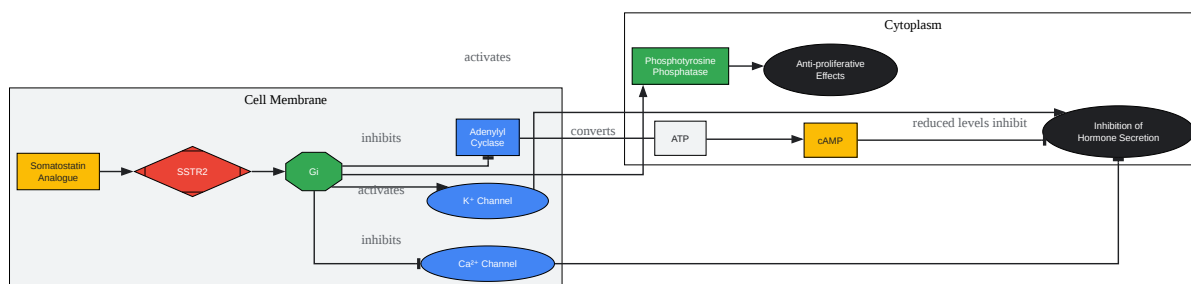 Cytoplasm
activates
Phosphotyrosine
Phosphatase
Anti-proliferative
Effects
Cell Membrane
inhibits
Adenylyl
Cyclase
converts
ATP
cAMP
reduced levels inhibit
Inhibition of
Hormone Secretion
Somatostatin
Analogue
SSTR2
Gi
activates
K⁺ Channel
inhibits
Ca²⁺ Channel